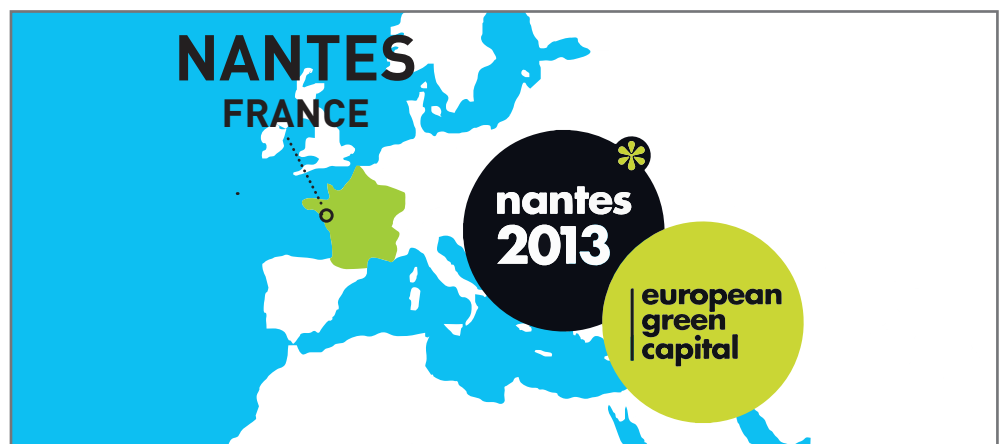 NANTES
FRANCE
nantes
2013
european
green
capital